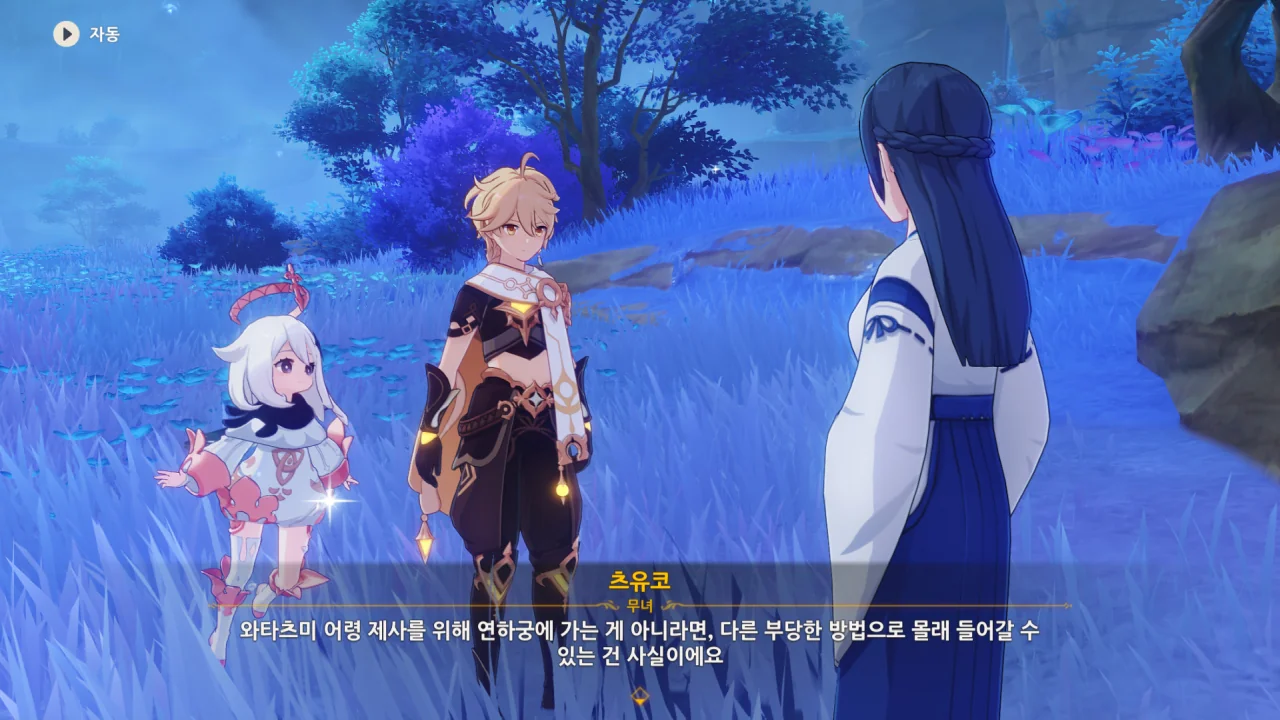 자동
츠유코
무녀
와타츠미 어령 제사를 위해 연하궁에 가는 게 아니라면, 다른 부당한 방법으로 몰래 들어갈 수
있는 건 사실이에요